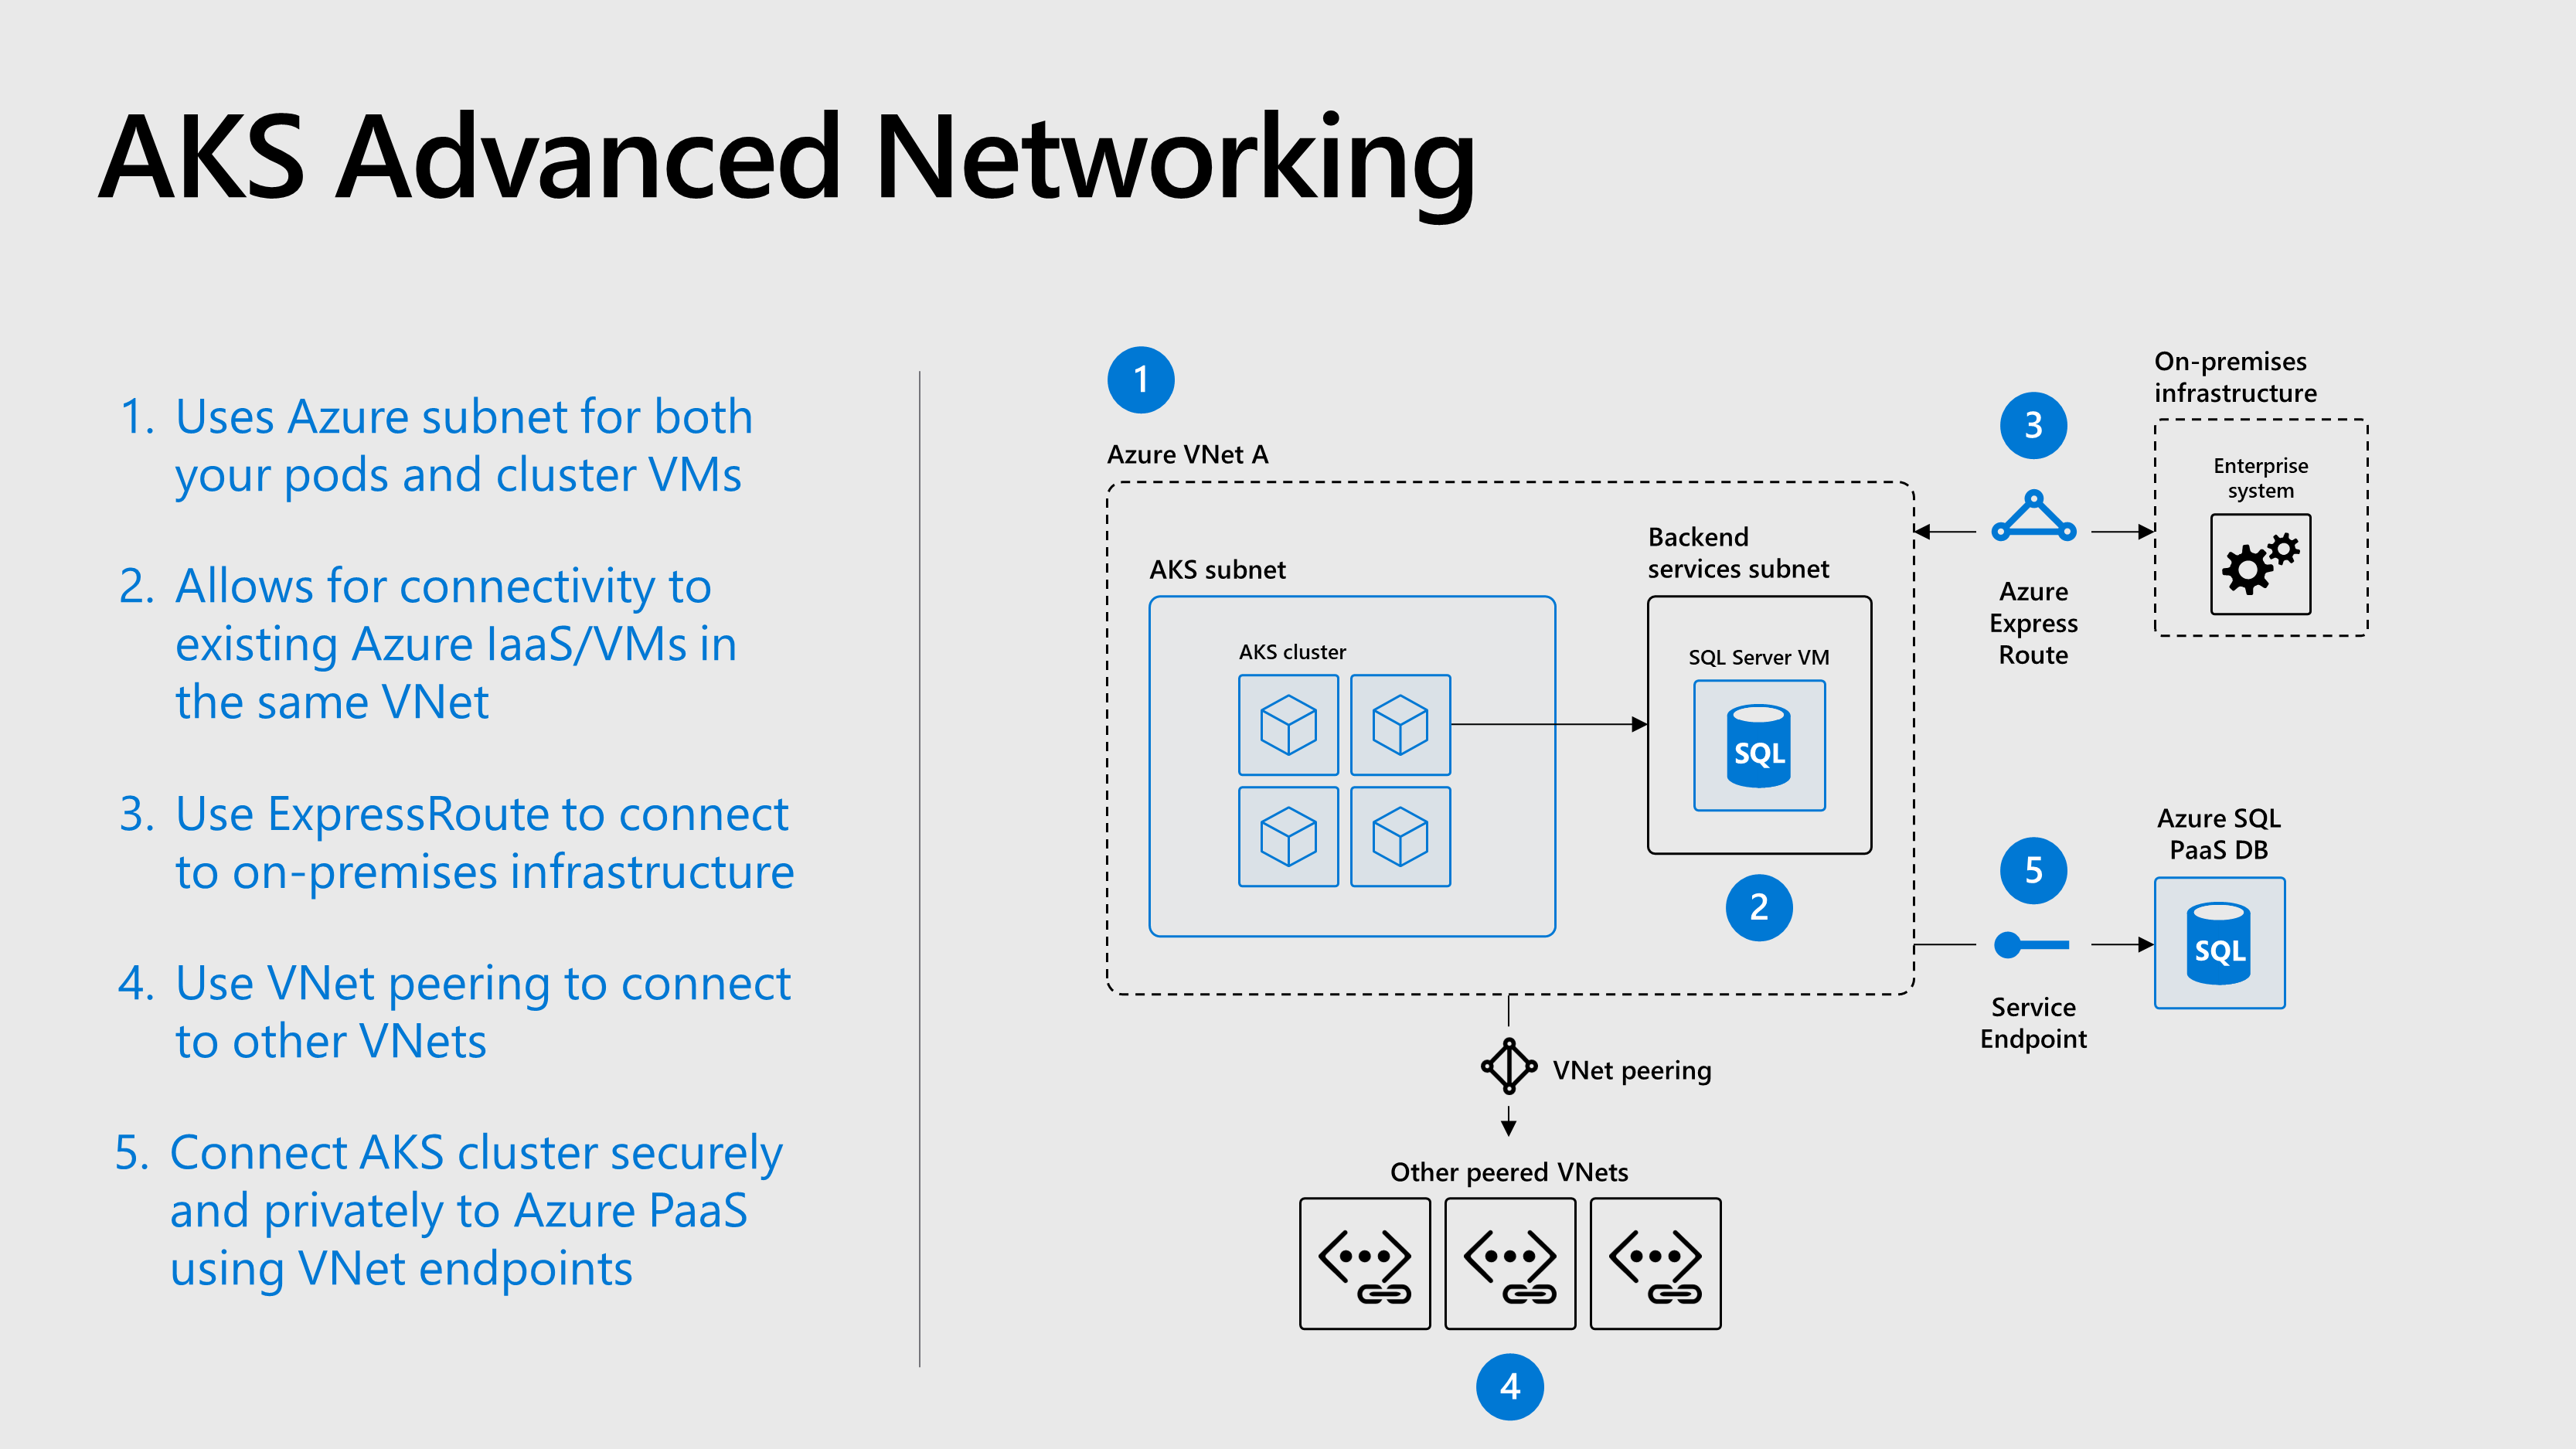 AKS Advanced Networking
1. Uses Azure subnet for both
your pods and cluster VMs
2. Allows for connectivity to
existing Azure IaaS/VMs in
the same VNet
3. Use ExpressRoute to connect
to on-premises infrastructure
4. Use VNet peering to connect
to other VNets
5. Connect AKS cluster securely
and privately to Azure PaaS
using VNet endpoints
1
Azure VNet A
AKS subnet
AKS cluster
Backend
services subnet
SQL Server VM
SQL
2
3
Azure
Express
Route
On-premises
infrastructure
Enterprise
system
5
Service
Endpoint
Azure SQL
PaaS DB
SQL
VNet peering
Other peered VNets
4